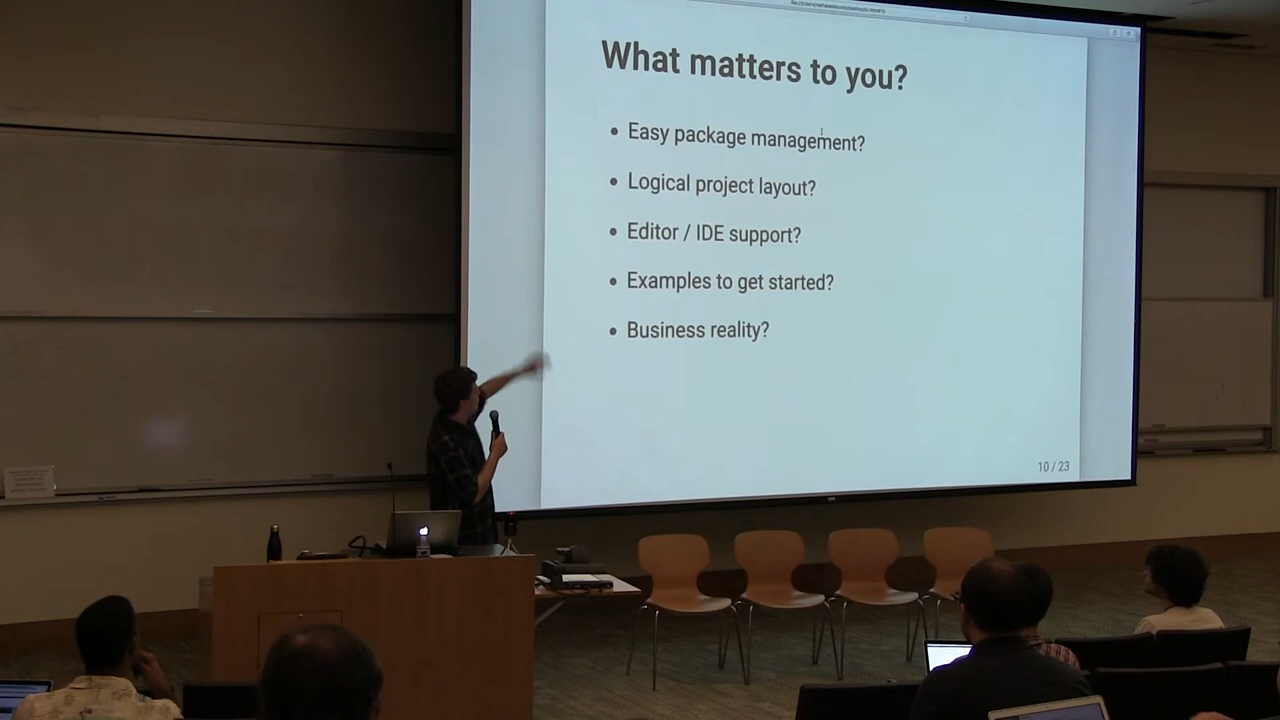 What matters to you?
• Easy package management?
• Logical project layout?
• Editor / IDE support?
• Examples to get started?
• Business reality?
10 / 23